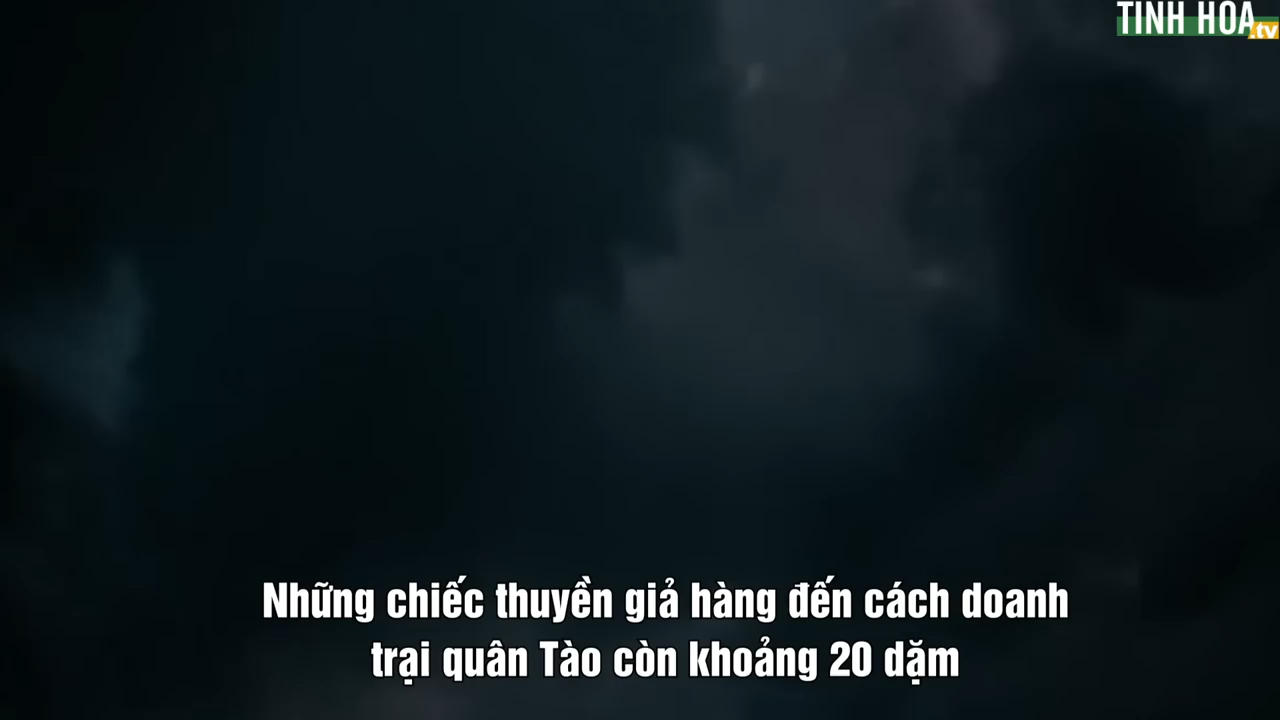 TINH HOA
.tv
Những chiếc thuyền giả hàng đến cách doanh
trại quân Tào còn khoảng 20 dặm